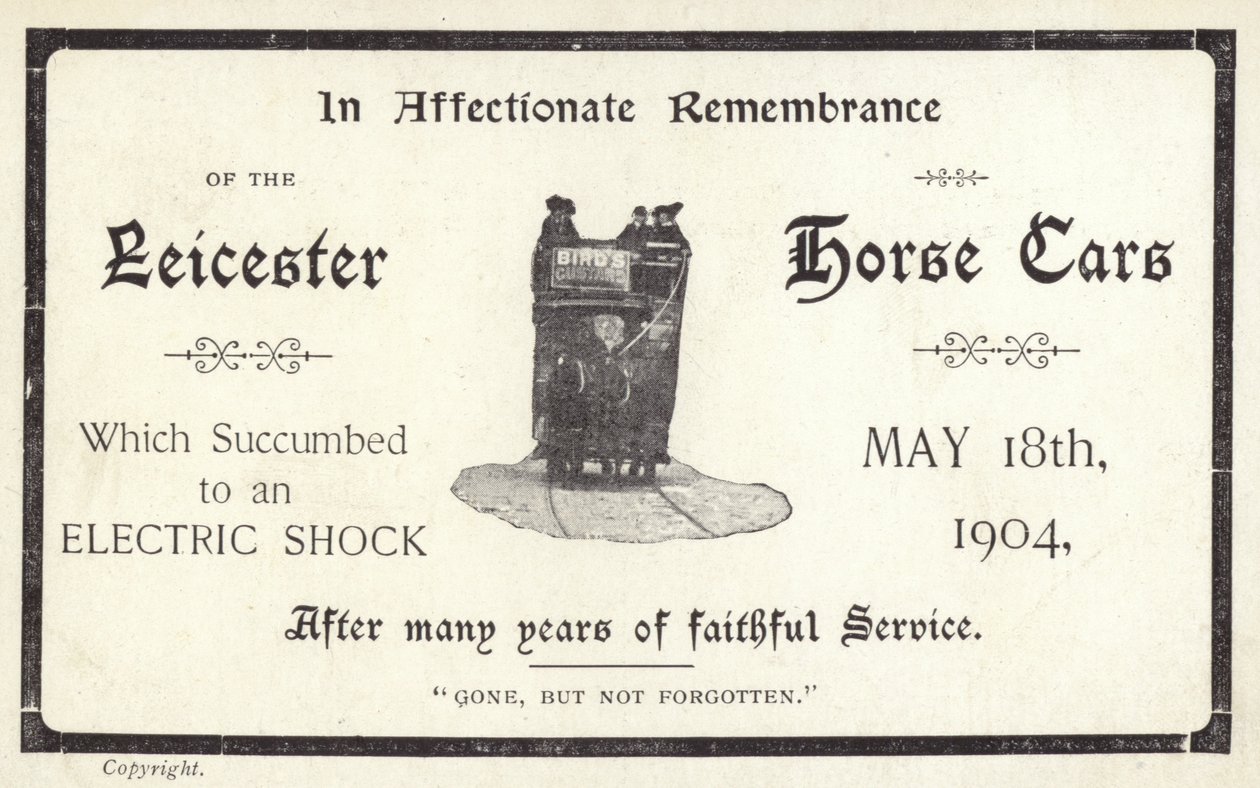 In Affectionate Remembrance
OF THE
Leicester Horse Cars
Which Succumbed
to an
ELECTRIC SHOCK
MAY 18th,
1904,
After many years of faithful Service.
"GONE, BUT NOT FORGOTTEN."
Copyright.
BIRD'S
CUSTARD